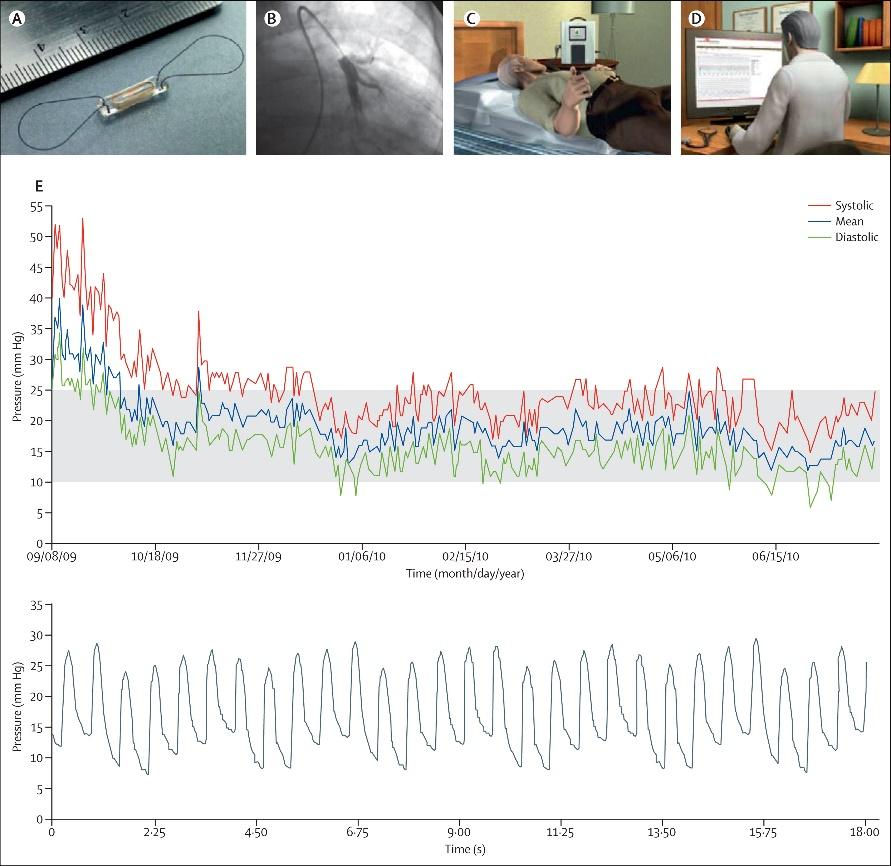 A
B
C
D
2
3
4
E
Systolic
Mean
Diastolic
Pressure (mm Hg)
55
50
45
40
35
30
25
20
15
10
5
0
09/08/09 10/18/09 11/27/09 01/06/10 02/15/10 03/27/10 05/06/10 06/15/10
Time (month/day/year)
Pressure (mm Hg)
35
30
25
20
15
10
5
0
0 2·25 4·50 6·75 9·00 11·25 13·50 15·75 18·00
Time (s)